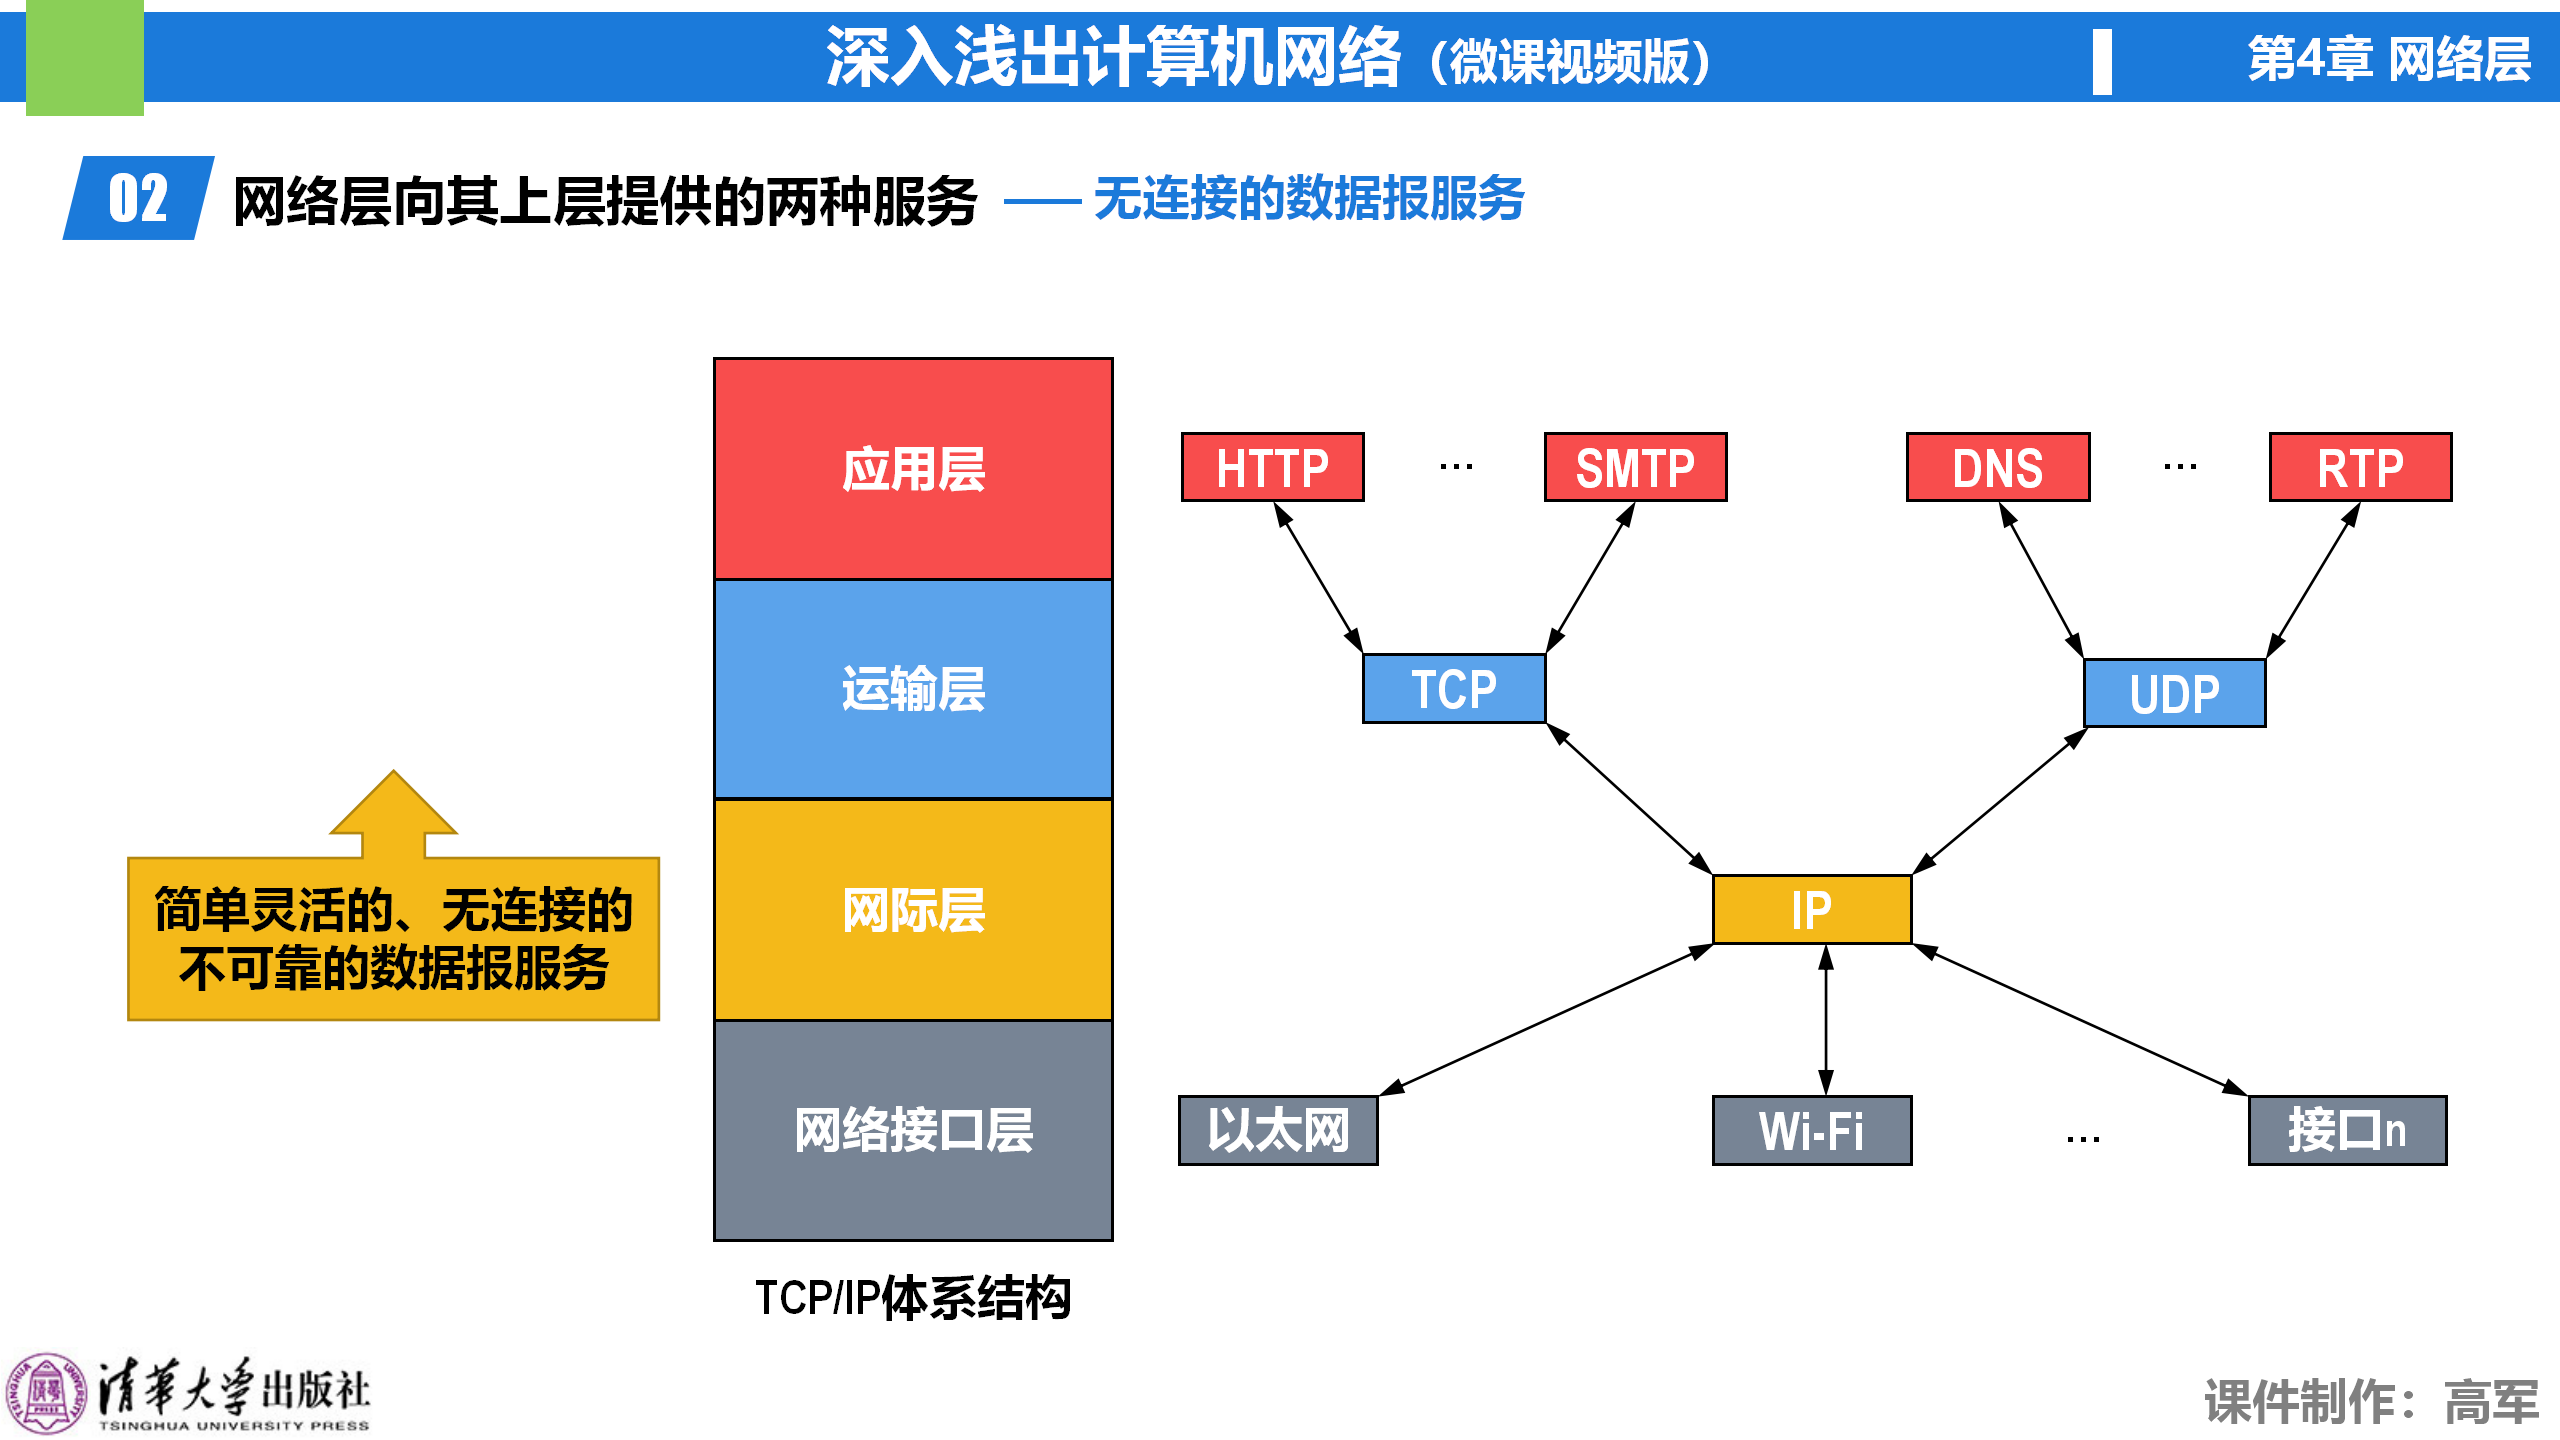 深入浅出计算机网络（微课视频版）
第4章 网络层
02 网络层向其上层提供的两种服务 —— 无连接的数据报服务
应用层
HTTP … SMTP DNS … RTP
运输层
TCP UDP
简单灵活的、无连接的
不可靠的数据报服务
网际层
IP
网络接口层
以太网 Wi-Fi … 接口n
TCP/IP体系结构
清华大学出版社
TSINGHUA UNIVERSITY PRESS
课件制作：高军